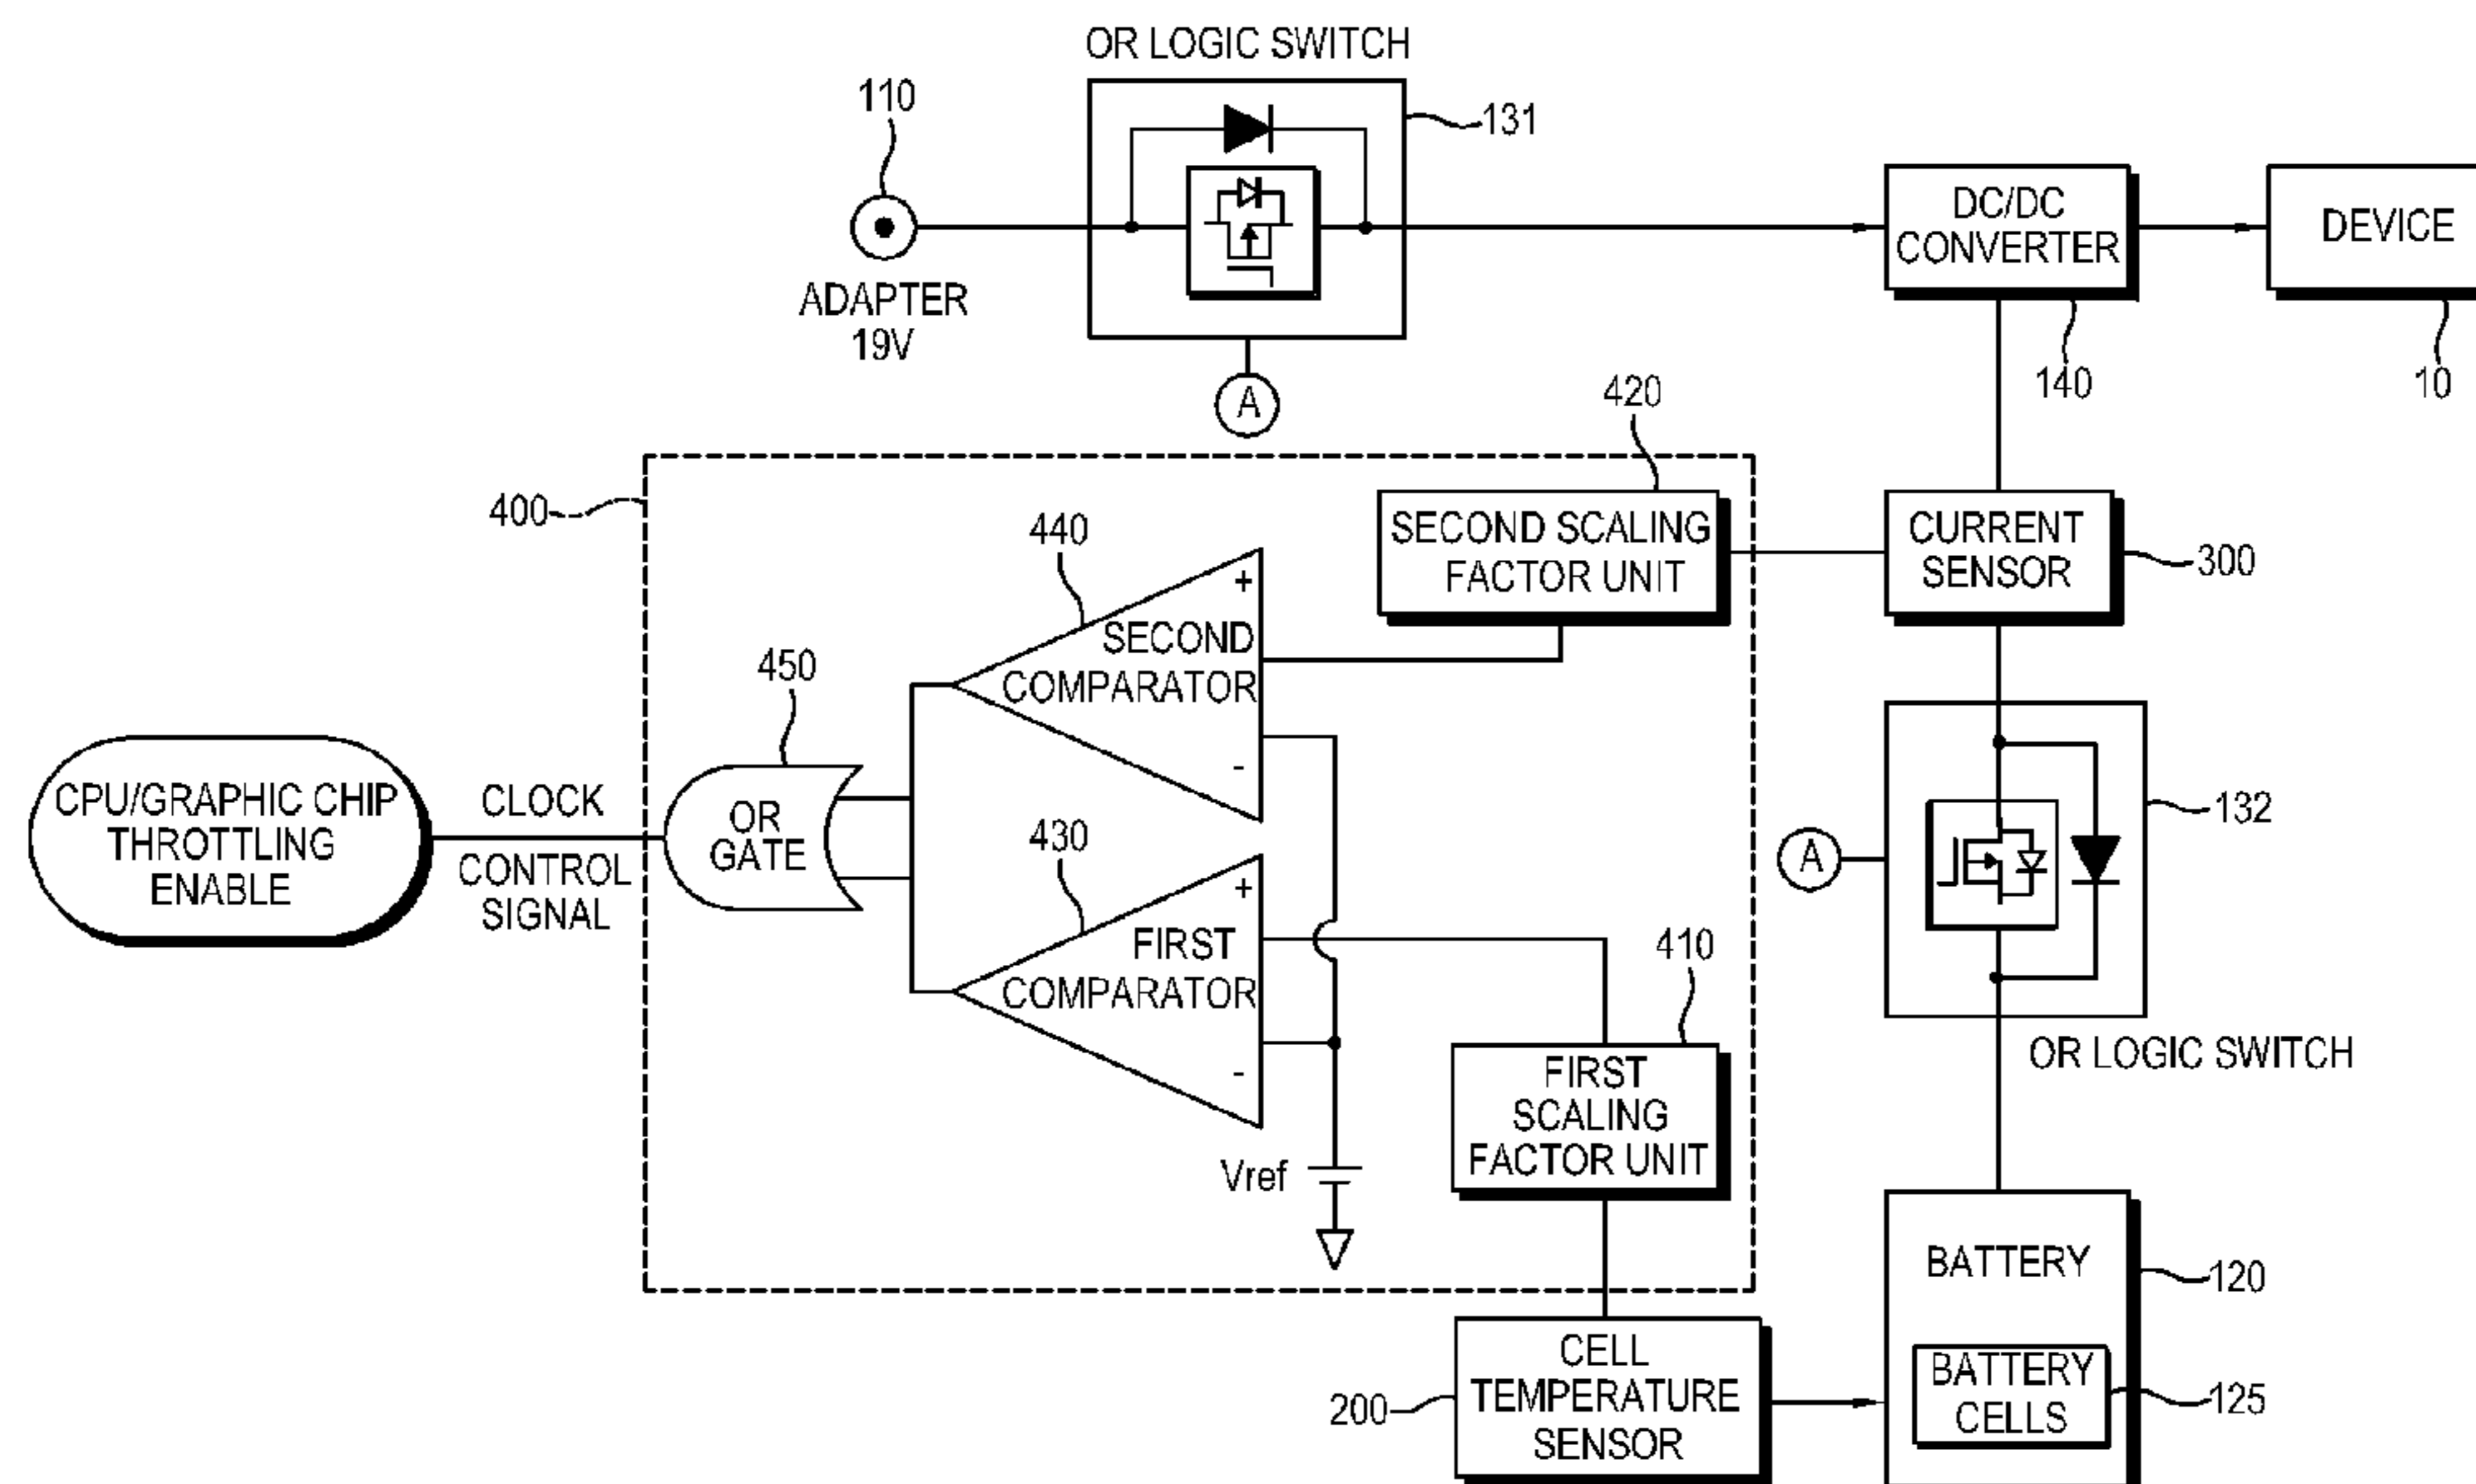 OR LOGIC SWITCH
110
131
ADAPTER
19V
A
DC/DC
CONVERTER
DEVICE
140
10
420
400
SECOND SCALING
FACTOR UNIT
CURRENT
SENSOR
300
440
+
SECOND
COMPARATOR
-
450
OR
GATE
CPU/GRAPHIC CHIP
THROTTLING
ENABLE
CLOCK
CONTROL
SIGNAL
430
+
FIRST
COMPARATOR
-
A
132
OR LOGIC SWITCH
410
FIRST
SCALING
FACTOR UNIT
Vref
BATTERY
120
BATTERY
CELLS
125
CELL
TEMPERATURE
SENSOR
200